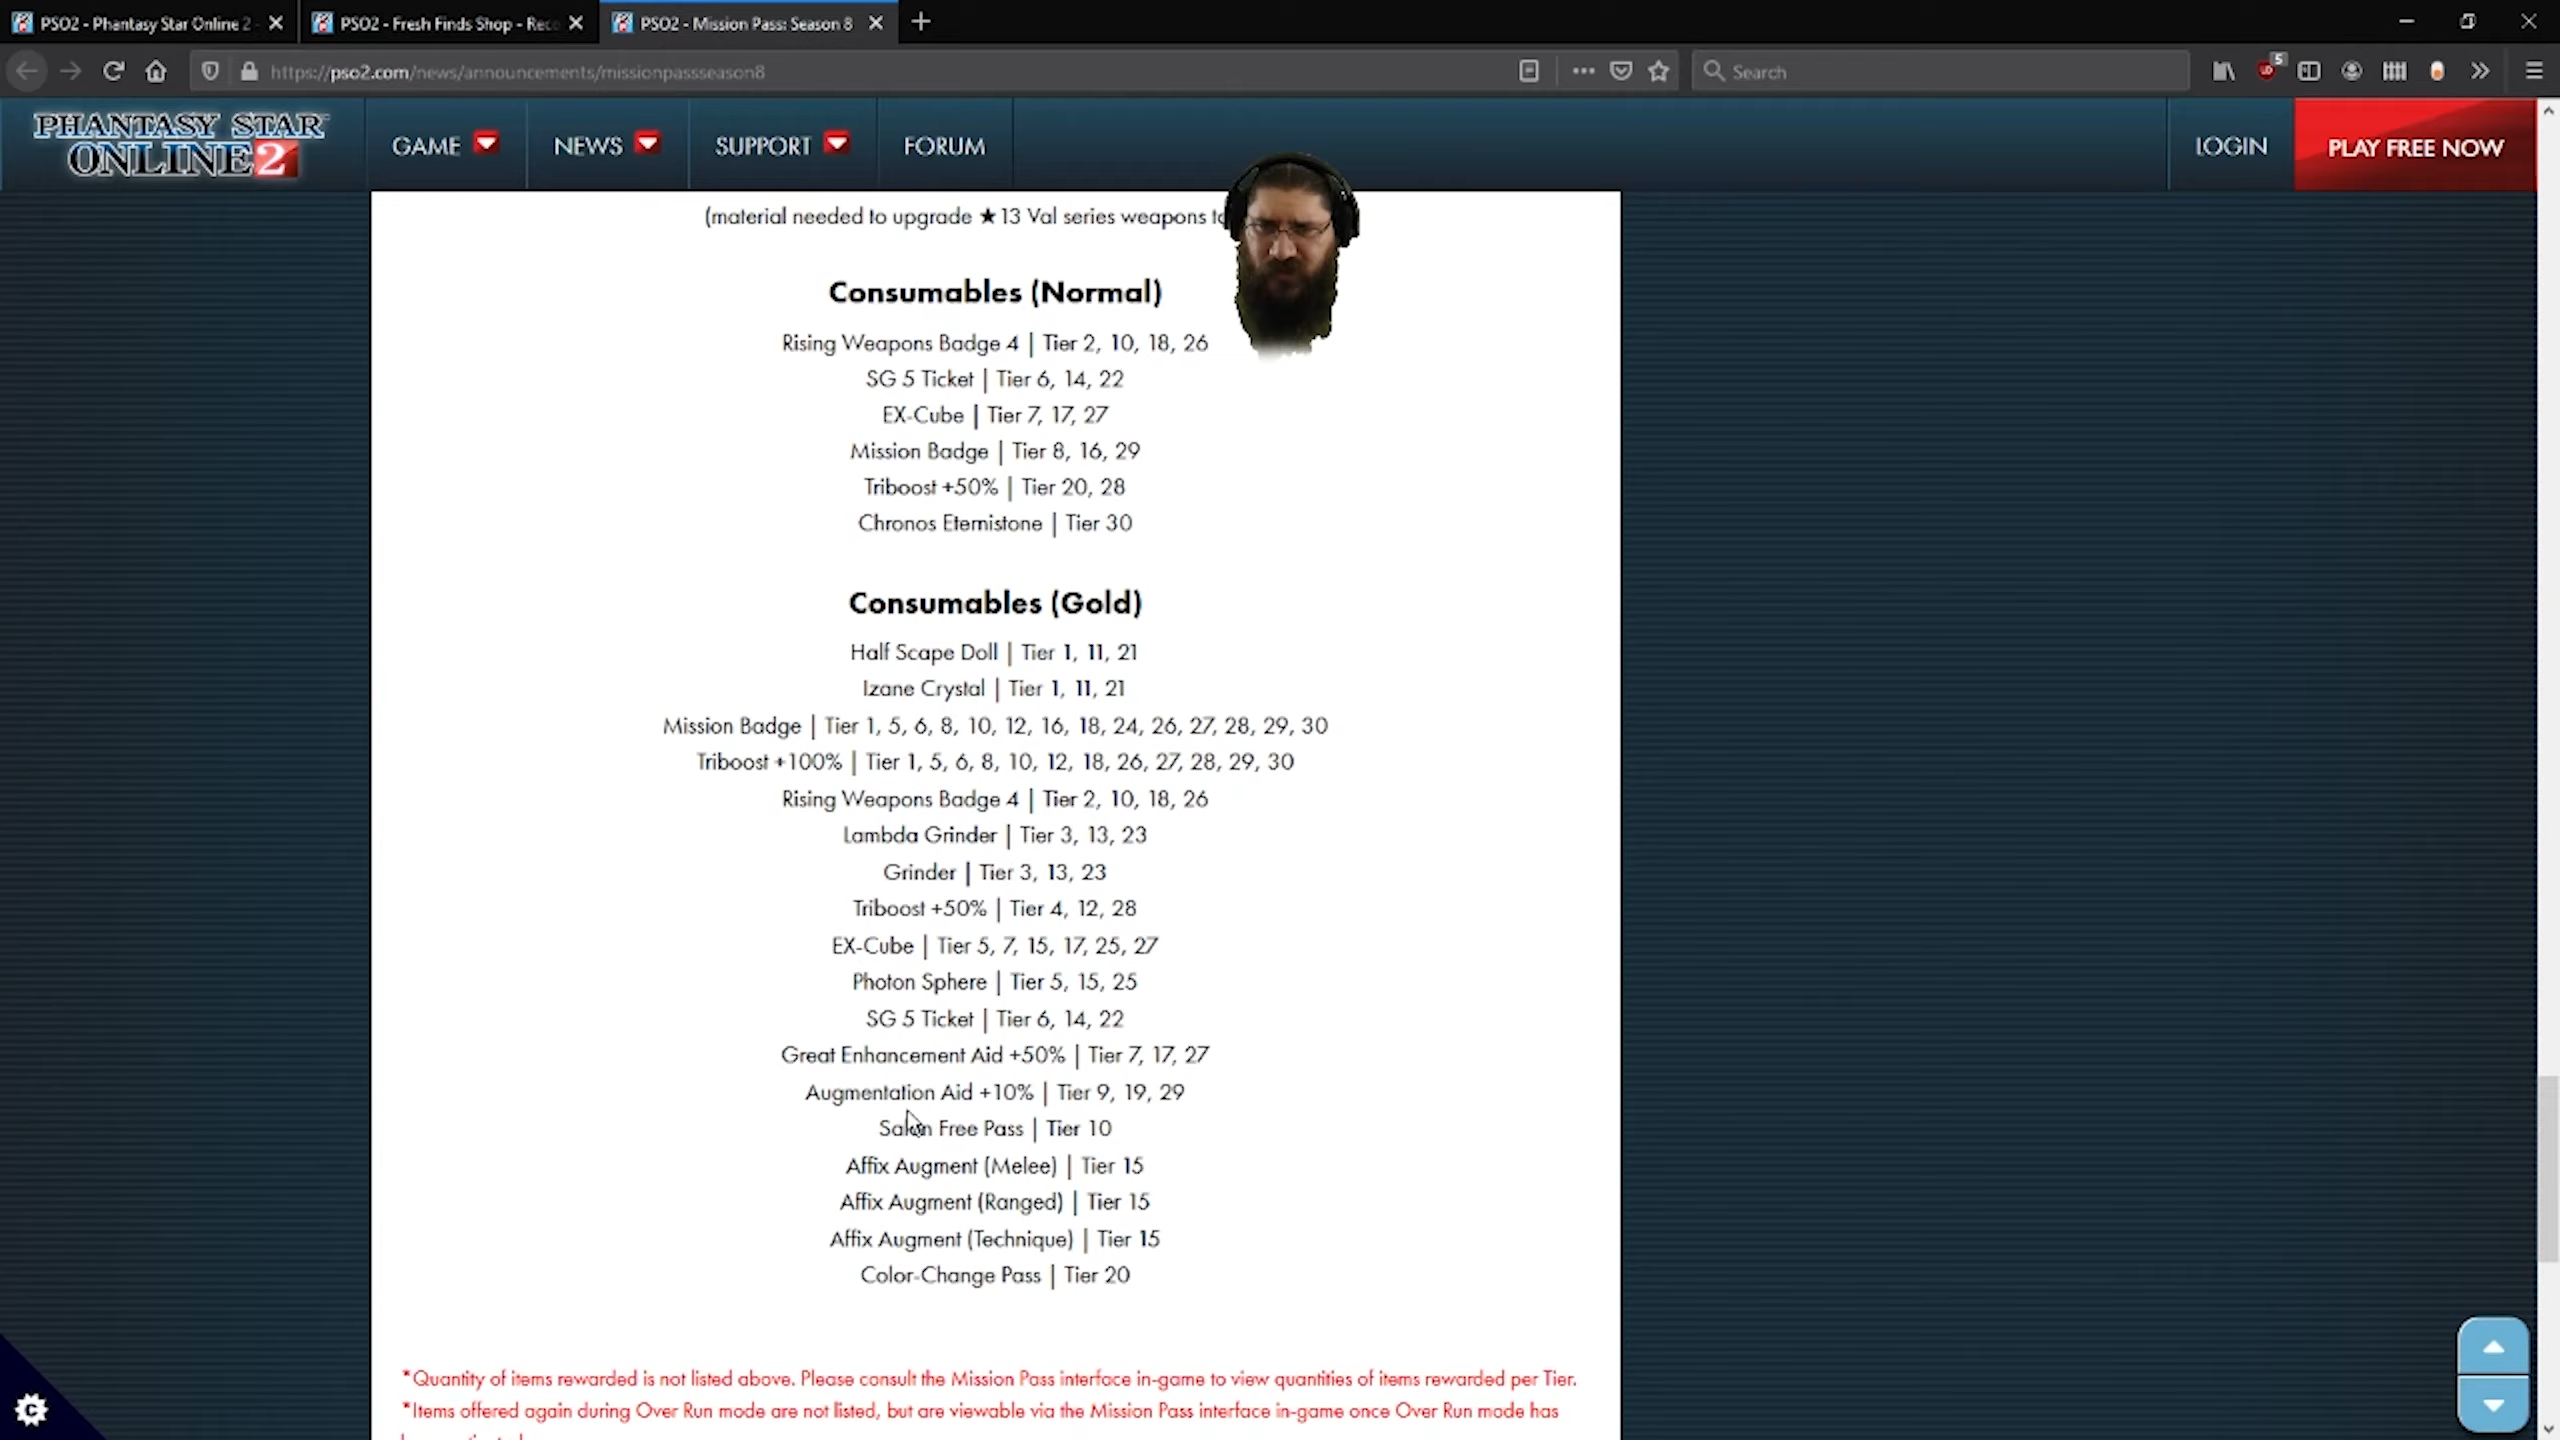 PSO2 - Phantasy Star Online 2 -
PSO2 - Fresh Finds Shop - Reco
PSO2 - Mission Pass: Season 8
https://pso2.com/news/announcements/missionpassseason8
Search
5
PHANTASY STAR
ONLINE 2
GAME
NEWS
SUPPORT
FORUM
LOGIN
PLAY FREE NOW
(material needed to upgrade ★13 Val series weapons
Consumables (Normal)
Rising Weapons Badge 4 | Tier 2, 10, 18, 26
SG 5 Ticket | Tier 6, 14, 22
EX-Cube | Tier 7, 17, 27
Mission Badge | Tier 8, 16, 29
Triboost +50% | Tier 20, 28
Chronos Eternistone | Tier 30
Consumables (Gold)
Half Scape Doll | Tier 1, 11, 21
Izane Crystal | Tier 1, 11, 21
Mission Badge | Tier 1, 5, 6, 8, 10, 12, 16, 18, 24, 26, 27, 28, 29, 30
Triboost +100% | Tier 1, 5, 6, 8, 10, 12, 18, 26, 27, 28, 29, 30
Rising Weapons Badge 4 | Tier 2, 10, 18, 26
Lambda Grinder | Tier 3, 13, 23
Grinder | Tier 3, 13, 23
Triboost +50% | Tier 4, 12, 28
EX-Cube | Tier 5, 7, 15, 17, 25, 27
Photon Sphere | Tier 5, 15, 25
SG 5 Ticket | Tier 6, 14, 22
Great Enhancement Aid +50% | Tier 7, 17, 27
Augmentation Aid +10% | Tier 9, 19, 29
Salon Free Pass | Tier 10
Affix Augment (Melee) | Tier 15
Affix Augment (Ranged) | Tier 15
Affix Augment (Technique) | Tier 15
Color-Change Pass | Tier 20
*Quantity of items rewarded is not listed above. Please consult the Mission Pass interface in-game to view quantities of items rewarded per Tier.
*Items offered again during Over Run mode are not listed, but are viewable via the Mission Pass interface in-game once Over Run mode has